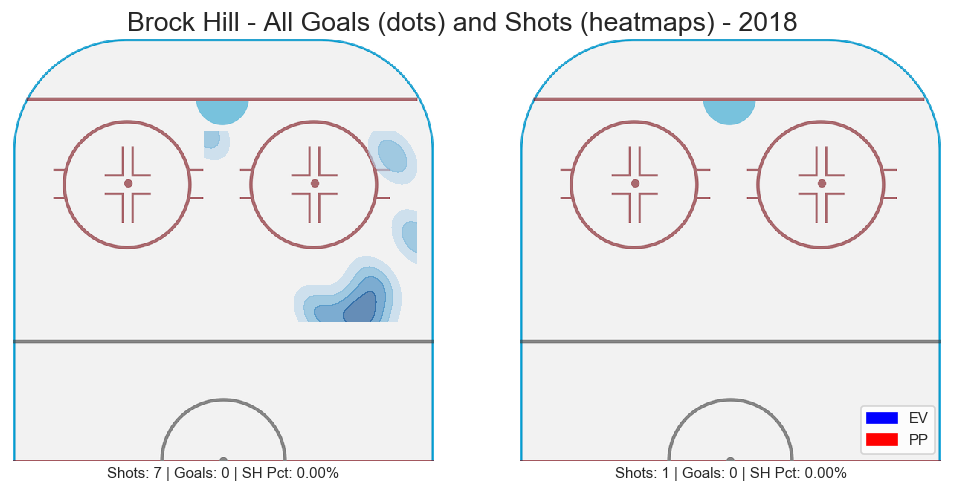 Brock Hill - All Goals (dots) and Shots (heatmaps) - 2018
EV
PP
Shots: 7 | Goals: 0 | SH Pct: 0.00%
Shots: 1 | Goals: 0 | SH Pct: 0.00%